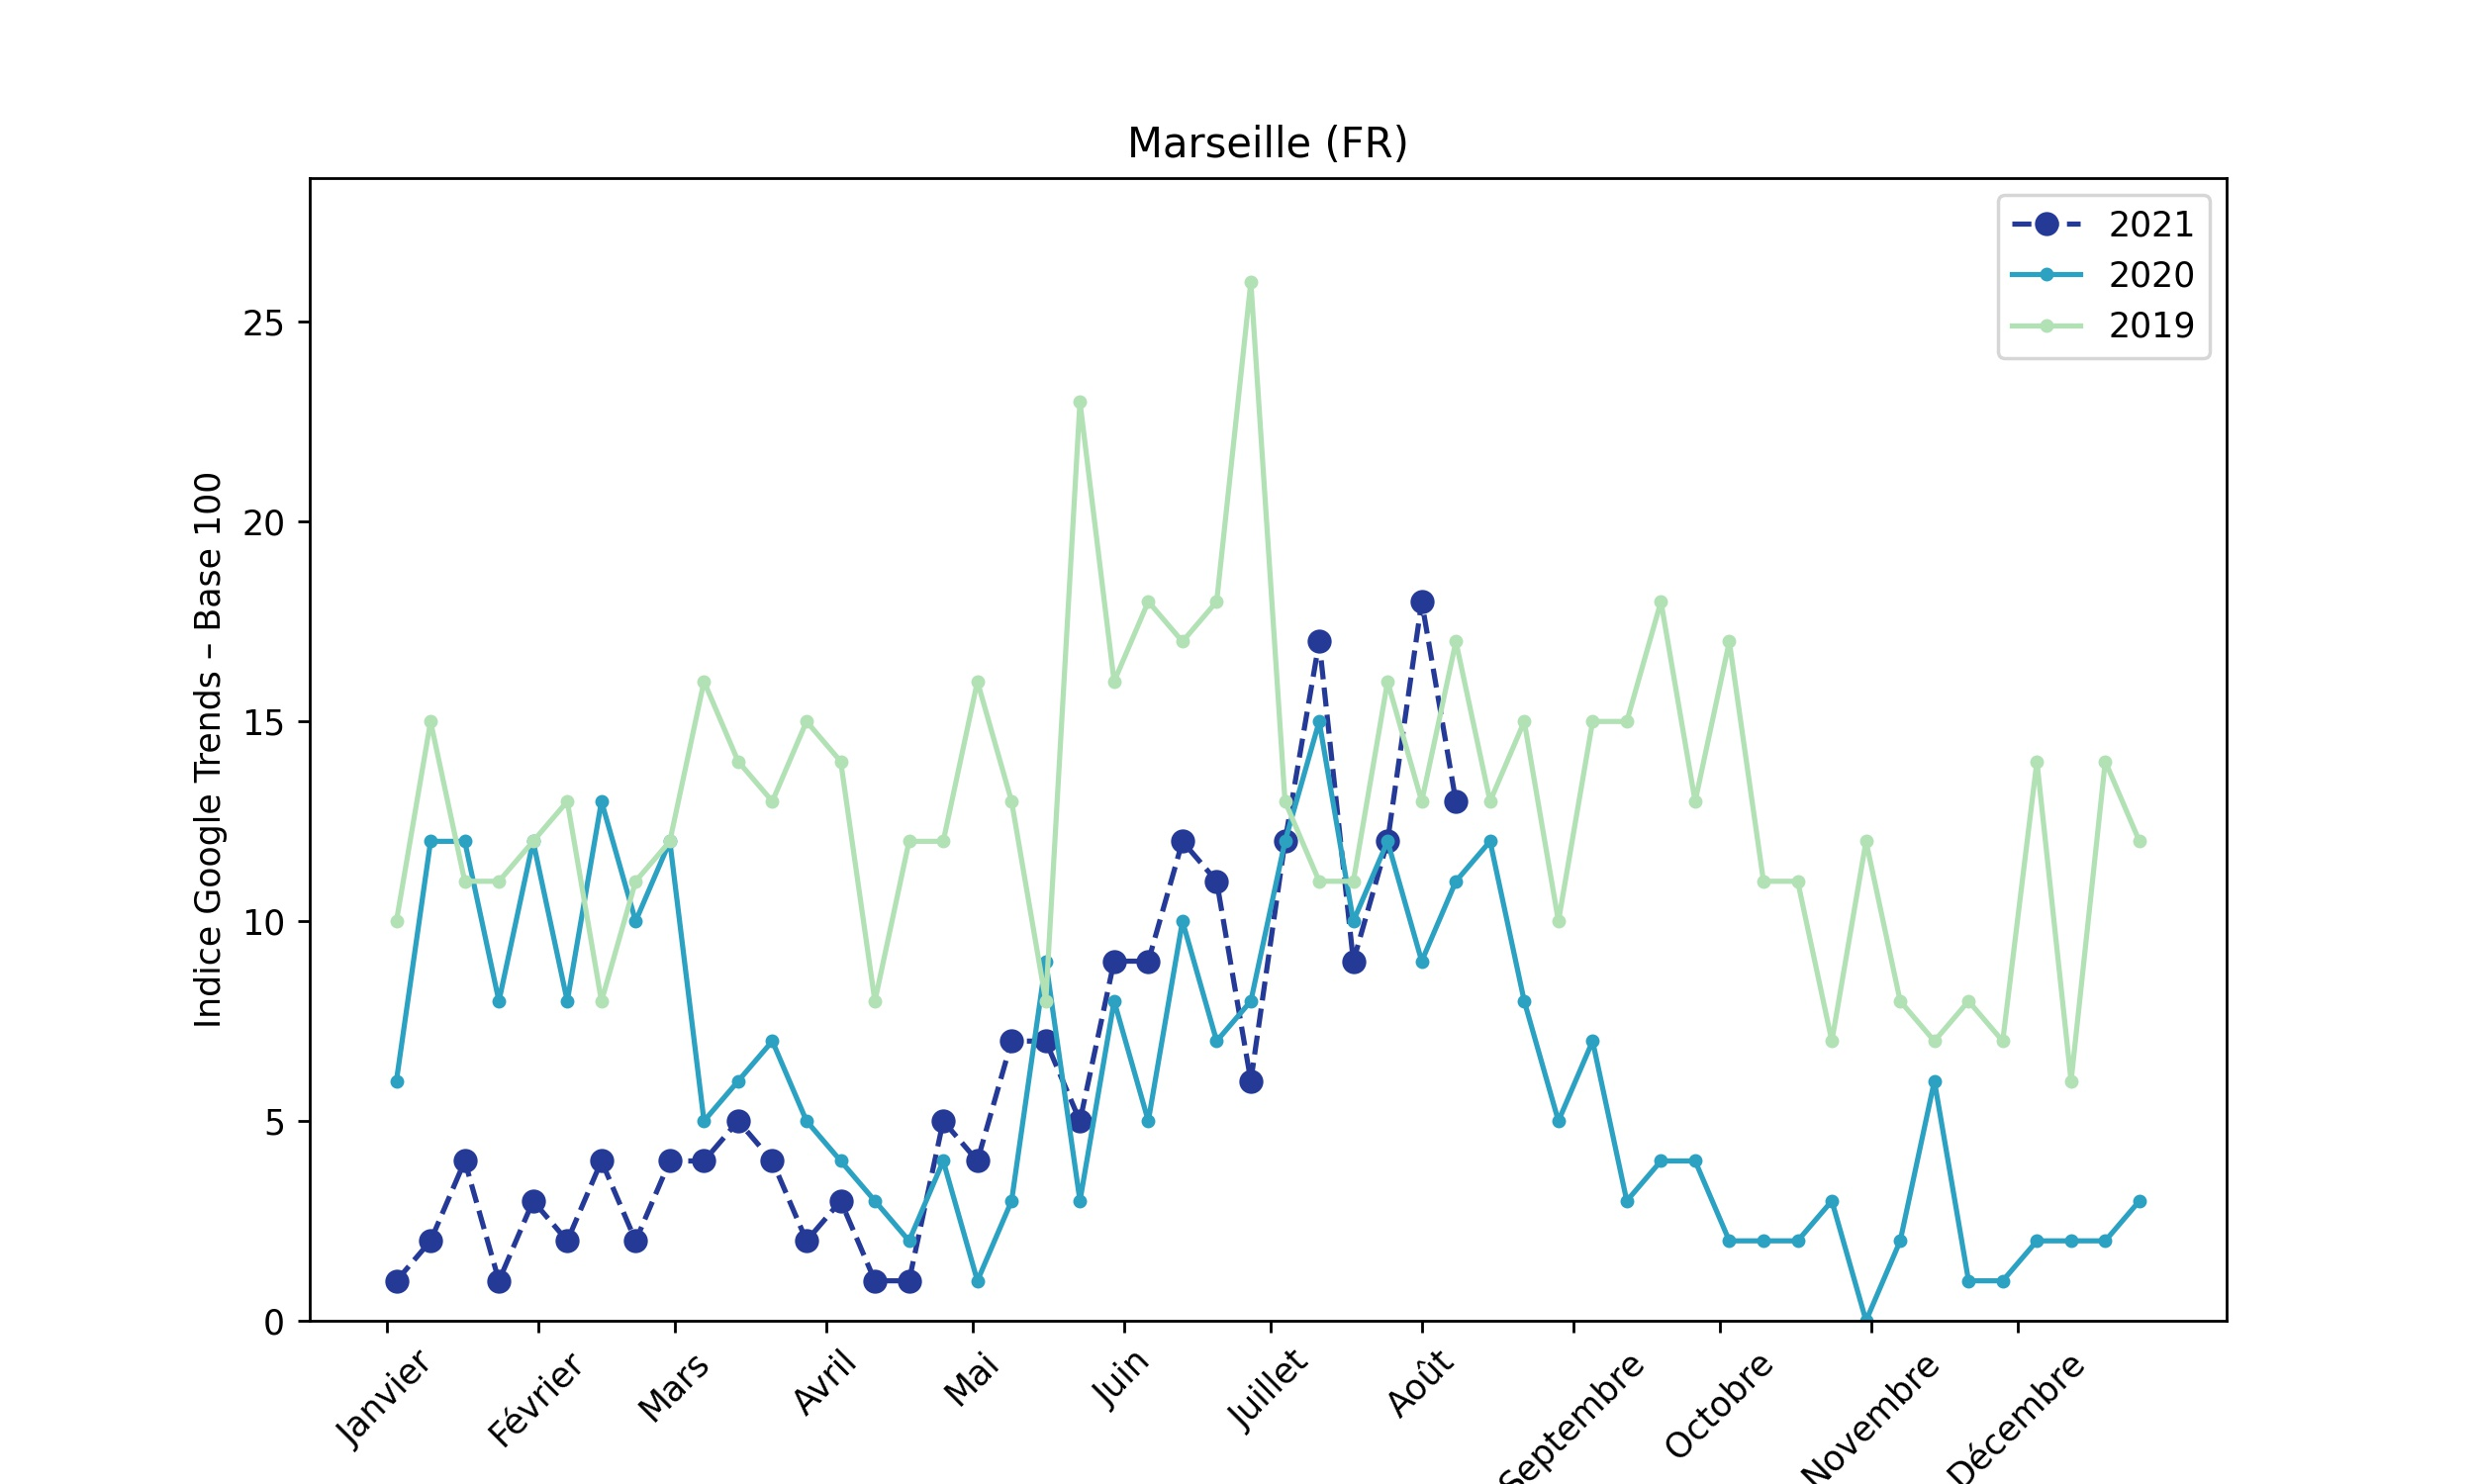 Marseille (FR)
2021
2020
2019
Indice Google Trends – Base 100
25
20
15
10
5
0
Janvier
Février
Mars
Avril
Mai
Juin
Juillet
Août
Septembre
Octobre
Novembre
Décembre